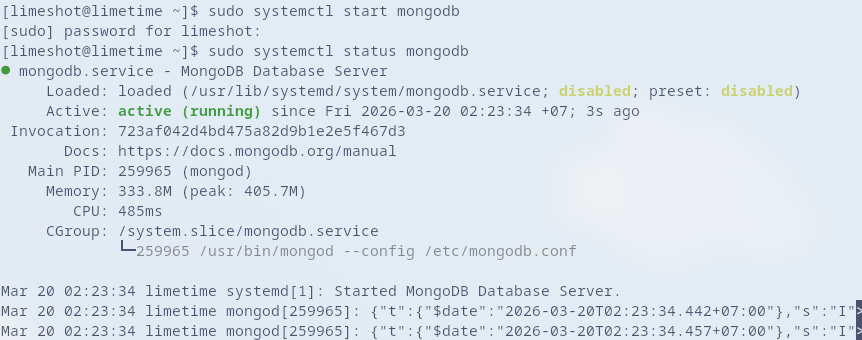 [limeshot@limetime ~]$ sudo systemctl start mongodb
[sudo] password for limeshot:
[limeshot@limetime ~]$ sudo systemctl status mongodb
● mongodb.service - MongoDB Database Server
     Loaded: loaded (/usr/lib/systemd/system/mongodb.service; disabled; preset: disabled)
     Active: active (running) since Fri 2026-03-20 02:23:34 +07; 3s ago
 Invocation: 723af042d4bd475a82d9b1e2e5f467d3
       Docs: https://docs.mongodb.org/manual
   Main PID: 259965 (mongod)
     Memory: 333.8M (peak: 405.7M)
        CPU: 485ms
     CGroup: /system.slice/mongodb.service
             └─259965 /usr/bin/mongod --config /etc/mongodb.conf
Mar 20 02:23:34 limetime systemd[1]: Started MongoDB Database Server.
Mar 20 02:23:34 limetime mongod[259965]: {"t":{"$date":"2026-03-20T02:23:34.442+07:00"},"s":"I">
Mar 20 02:23:34 limetime mongod[259965]: {"t":{"$date":"2026-03-20T02:23:34.457+07:00"},"s":"I">